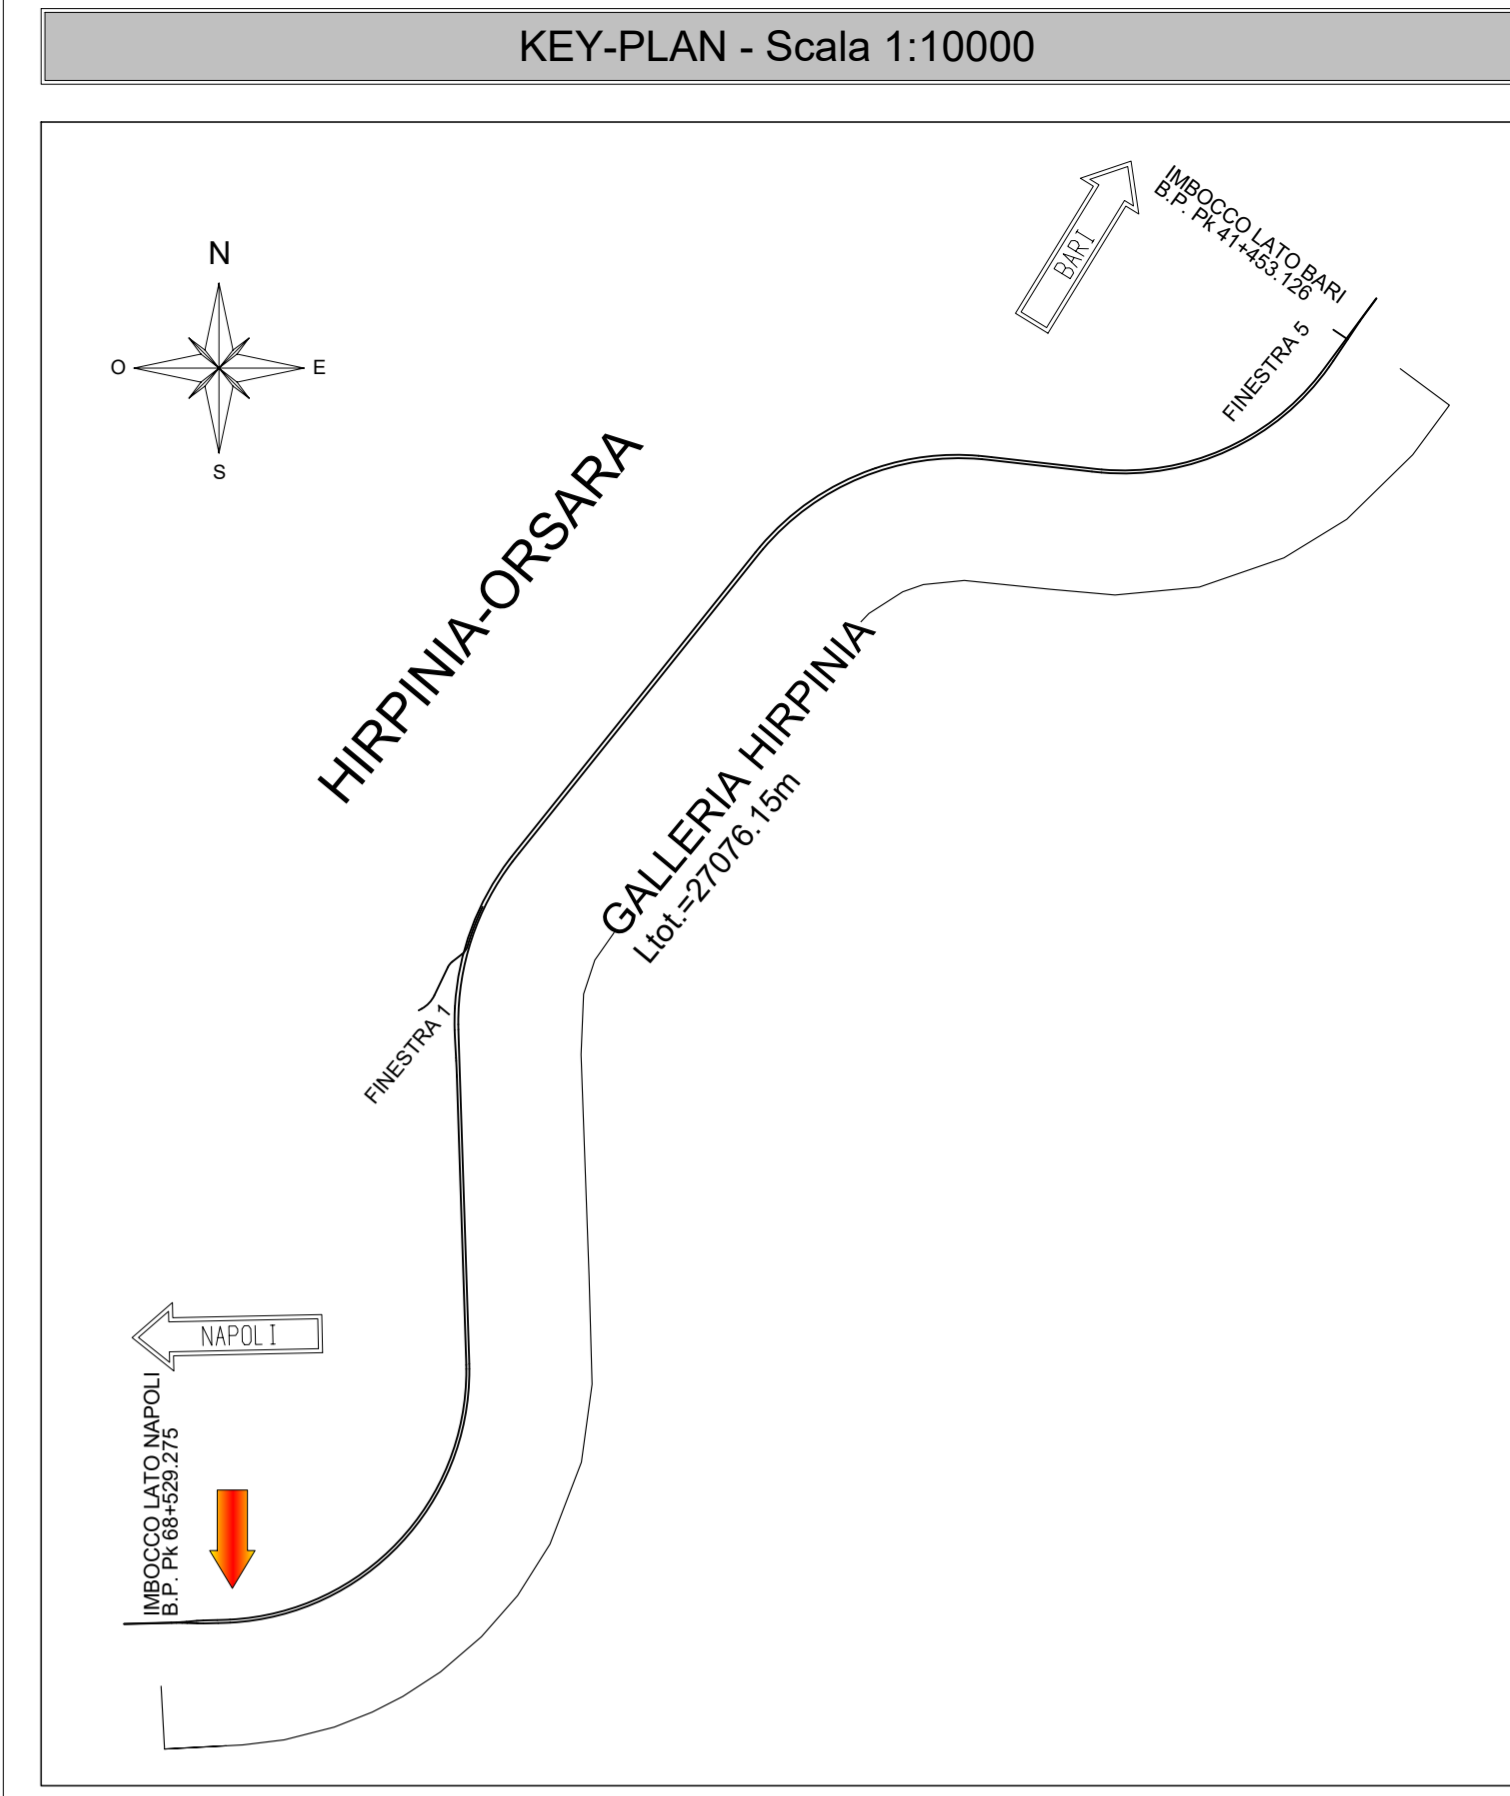 KEY-PLAN - Scala 1:10000
IMBOCCO LATO BARI
B.P. Pk 41+453.126
BARI
N
O
E
S
FINESTRA 5
HIRPINIA-ORSARA
GALLERIA HIRPINIA
Ltot.=27076.15m
FINESTRA 1
NAPOLI
IMBOCCO LATO NAPOLI
B.P. Pk 68+529.275